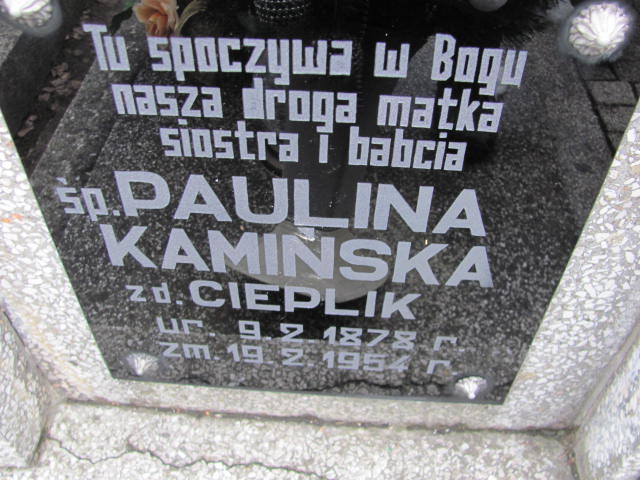 Tu spoczywa w Bogu
nasza droga matka
siostra i babcia
śp. PAULINA
KAMIŃSKA
zd. CIEPLIK
ur. 9.2.1878 r.
zm. 19.2.1954 r.